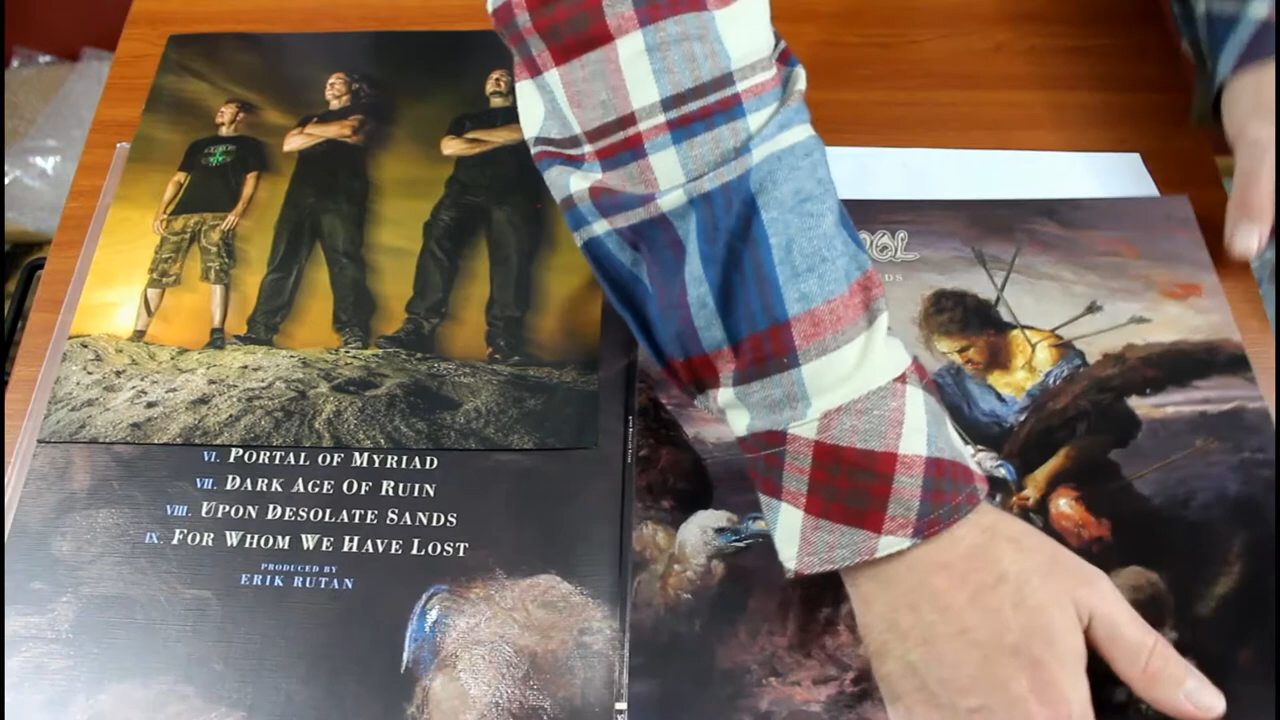 VI. PORTAL OF MYRIAD
VII. DARK AGE OF RUIN
VIII. UPON DESOLATE SANDS
IX. FOR WHOM WE HAVE LOST
PRODUCED BY
ERIK RUTAN